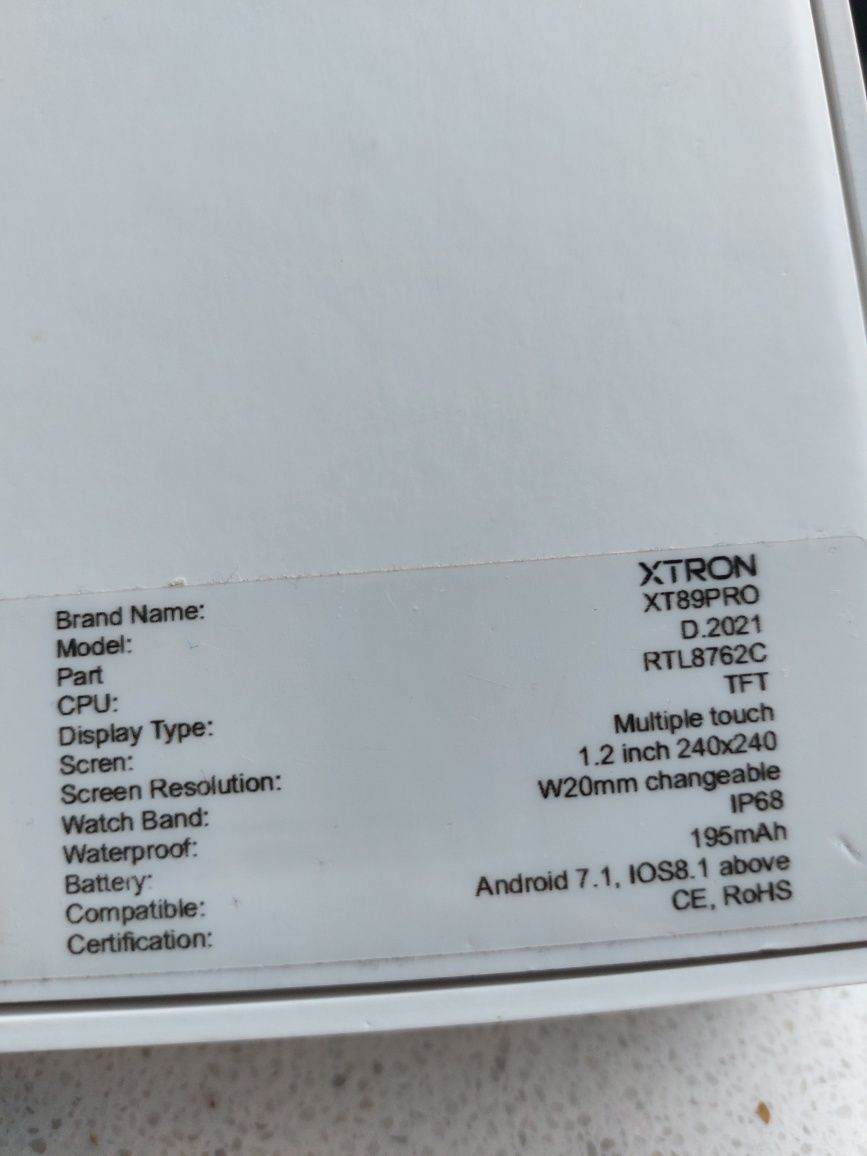 Brand Name: XTRON
Model: XT89PRO
Part D.2021
CPU: RTL8762C
Display Type: TFT
Scren: Multiple touch
Screen Resolution: 1.2 inch 240x240
Watch Band: W20mm changeable
Waterproof: IP68
Battery: 195mAh
Compatible: Android 7.1, IOS8.1 above
Certification: CE, RoHS